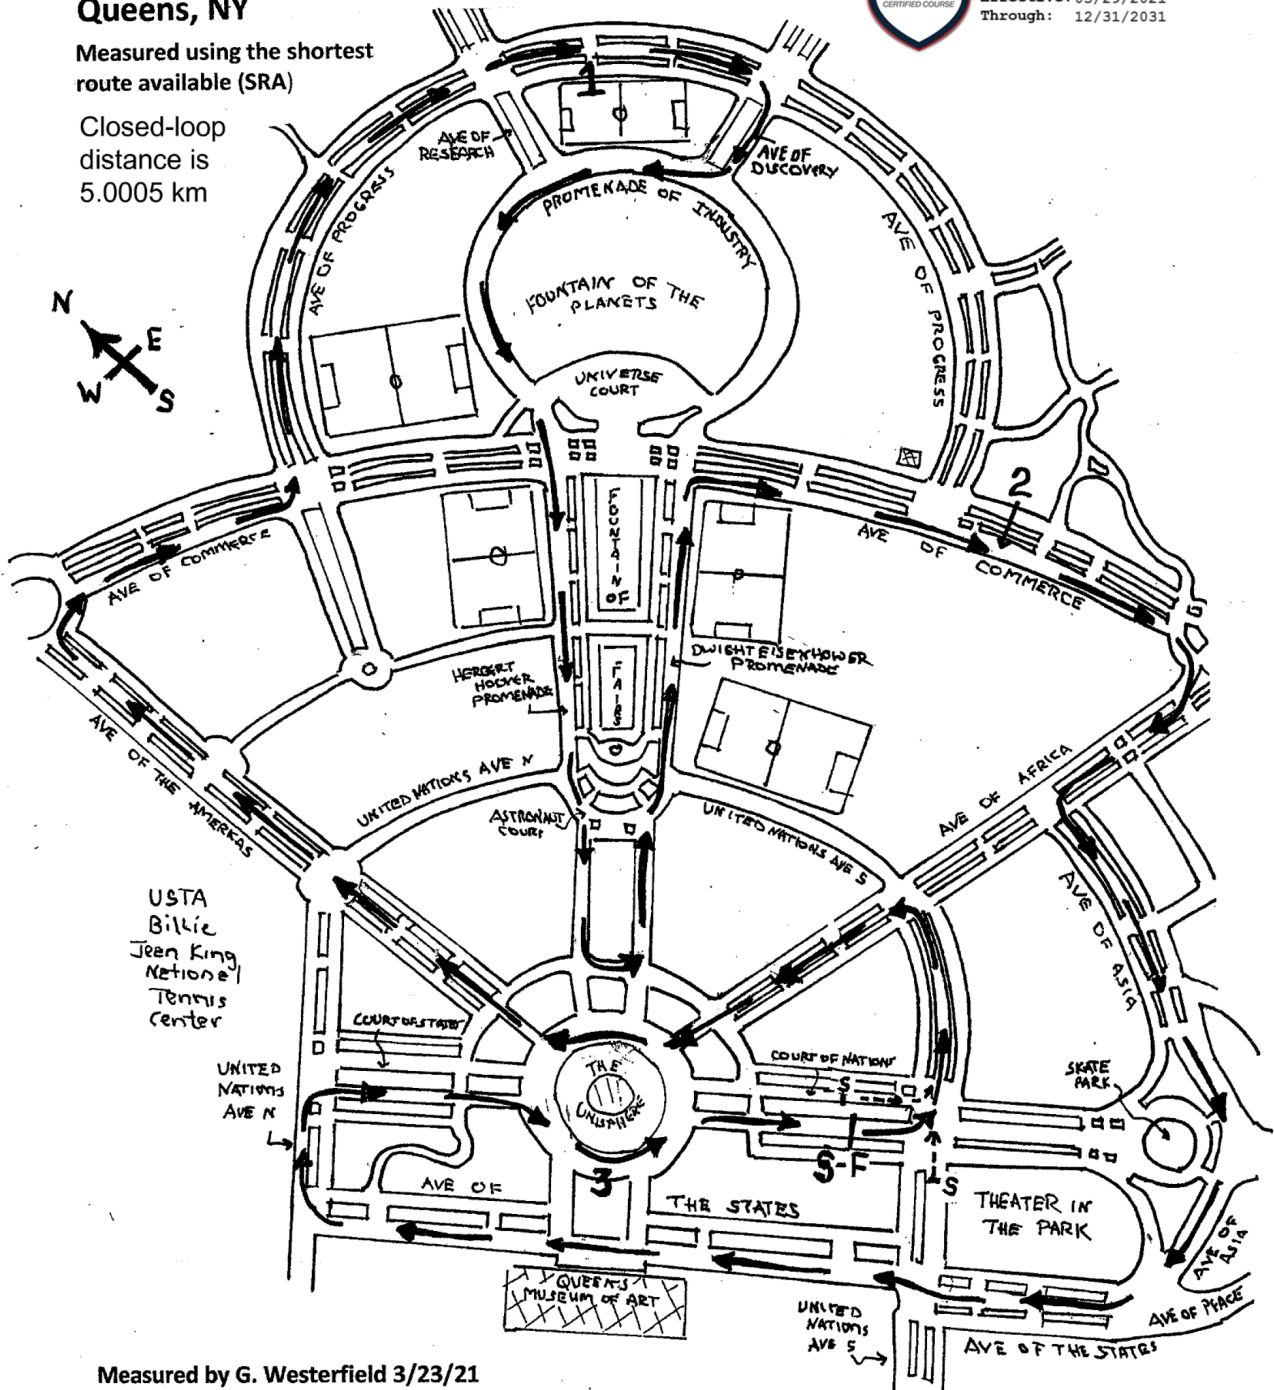 Queens, NY
CERTIFIED COURSE
Through: 12/31/2031
Measured using the shortest
route available (SRA)
Closed-loop
distance is
5.0005 km
1
AVE OF
RESEARCH
AVE OF
DISCOVERY
PROMENADE OF INDUSTRY
AVE OF PROGRESS
AVE OF PROGRESS
FOUNTAIN OF THE
PLANETS
N
E
W
S
UNIVERSE
COURT
2
FOUNTAIN OF
FAIRS
AVE OF COMMERCE
AVE OF COMMERCE
HERBERT
HOOVER
PROMENADE
DWIGHT EISENHOWER
PROMENADE
AVE OF THE AMERICAS
UNITED NATIONS AVE N
ASTRONAUT
COURT
UNITED NATIONS AVE S
AVE OF AFRICA
AVE OF ASIA
USTA
Billie
Jean King
National
Tennis
Center
COURT OF STATES
COURT OF NATIONS
UNITED
NATIONS
AVE N
THE
UNISPHERE
SKATE
PARK
S
S-F
S
3
AVE OF
THE STATES
THEATER IN
THE PARK
AVE OF
ASIA
QUEENS
MUSEUM OF ART
UNITED
NATIONS
AVE S
AVE OF PEACE
AVE OF THE STATES
Measured by G. Westerfield 3/23/21